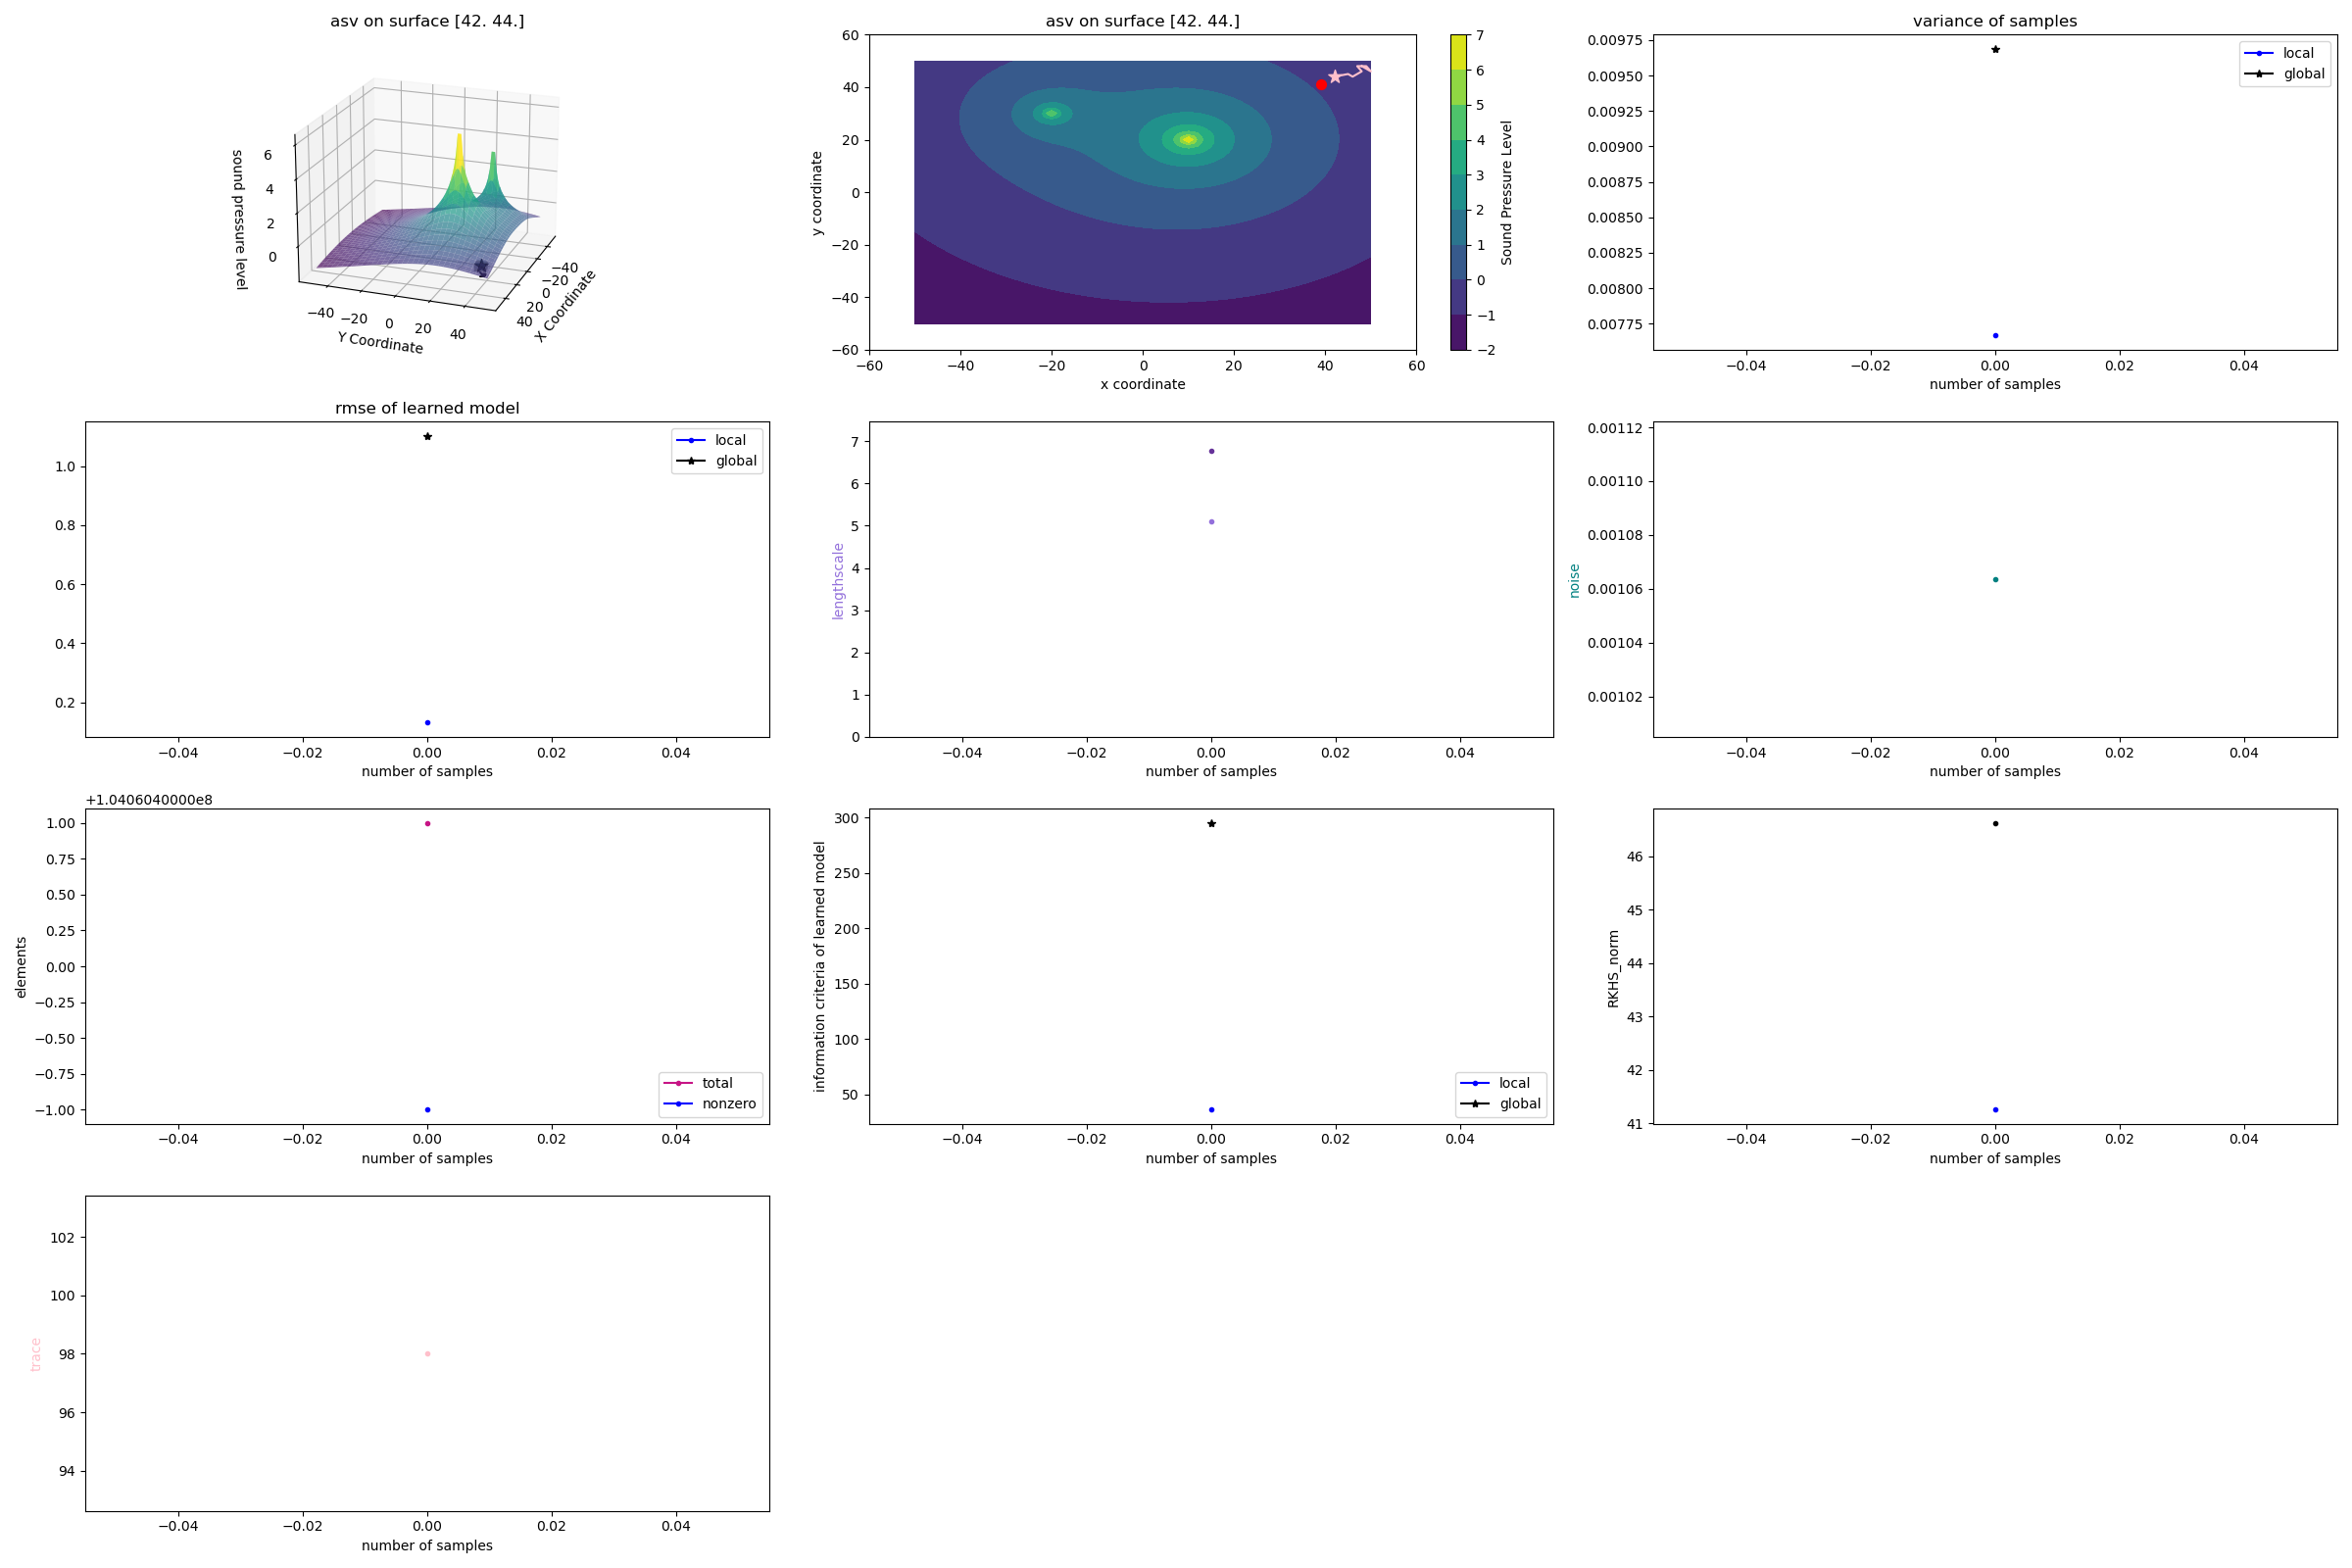 asv on surface [42. 44.]
6
4
2
0
sound pressure level
−40 −20 0 20 40
Y Coordinate
−40 −20 0 20 40
X Coordinate
asv on surface [42. 44.]
60
40
20
0
−20
−40
−60
y coordinate
−60 −40 −20 0 20 40 60
x coordinate
7
6
5
4
3
2
1
0
−1
−2
Sound Pressure Level
variance of samples
0.00975
0.00950
0.00925
0.00900
0.00875
0.00850
0.00825
0.00800
0.00775
local
global
−0.04 −0.02 0.00 0.02 0.04
number of samples
rmse of learned model
1.0
0.8
0.6
0.4
0.2
local
global
−0.04 −0.02 0.00 0.02 0.04
number of samples
7
6
5
4
3
2
1
0
lengthscale
−0.04 −0.02 0.00 0.02 0.04
number of samples
0.00112
0.00110
0.00108
0.00106
0.00104
0.00102
noise
−0.04 −0.02 0.00 0.02 0.04
number of samples
+1.0406040000e8
1.00
0.75
0.50
0.25
0.00
−0.25
−0.50
−0.75
−1.00
elements
total
nonzero
−0.04 −0.02 0.00 0.02 0.04
number of samples
300
250
200
150
100
50
information criteria of learned model
local
global
−0.04 −0.02 0.00 0.02 0.04
number of samples
46
45
44
43
42
41
RKHS_norm
−0.04 −0.02 0.00 0.02 0.04
number of samples
102
100
98
96
94
trace
−0.04 −0.02 0.00 0.02 0.04
number of samples